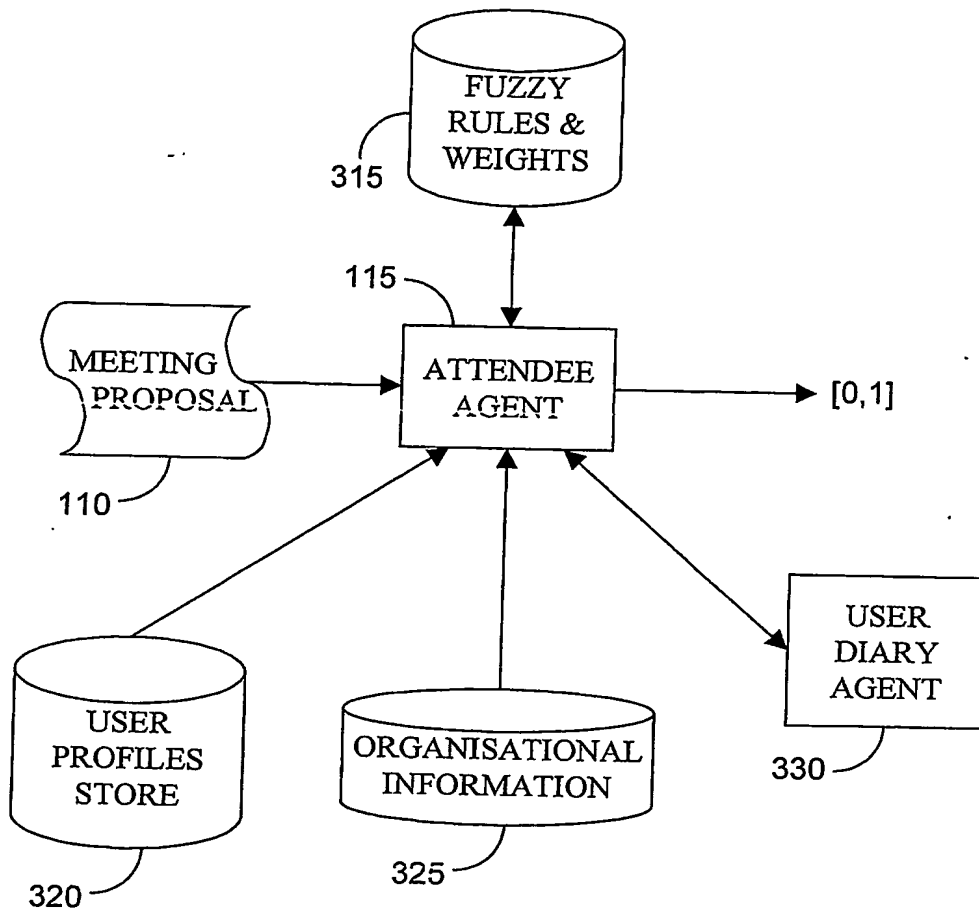 FUZZY
RULES &
WEIGHTS
315
115
MEETING
PROPOSAL
ATTENDEE
AGENT
[0,1]
110
USER
PROFILES
STORE
ORGANISATIONAL
INFORMATION
USER
DIARY
AGENT
330
325
320